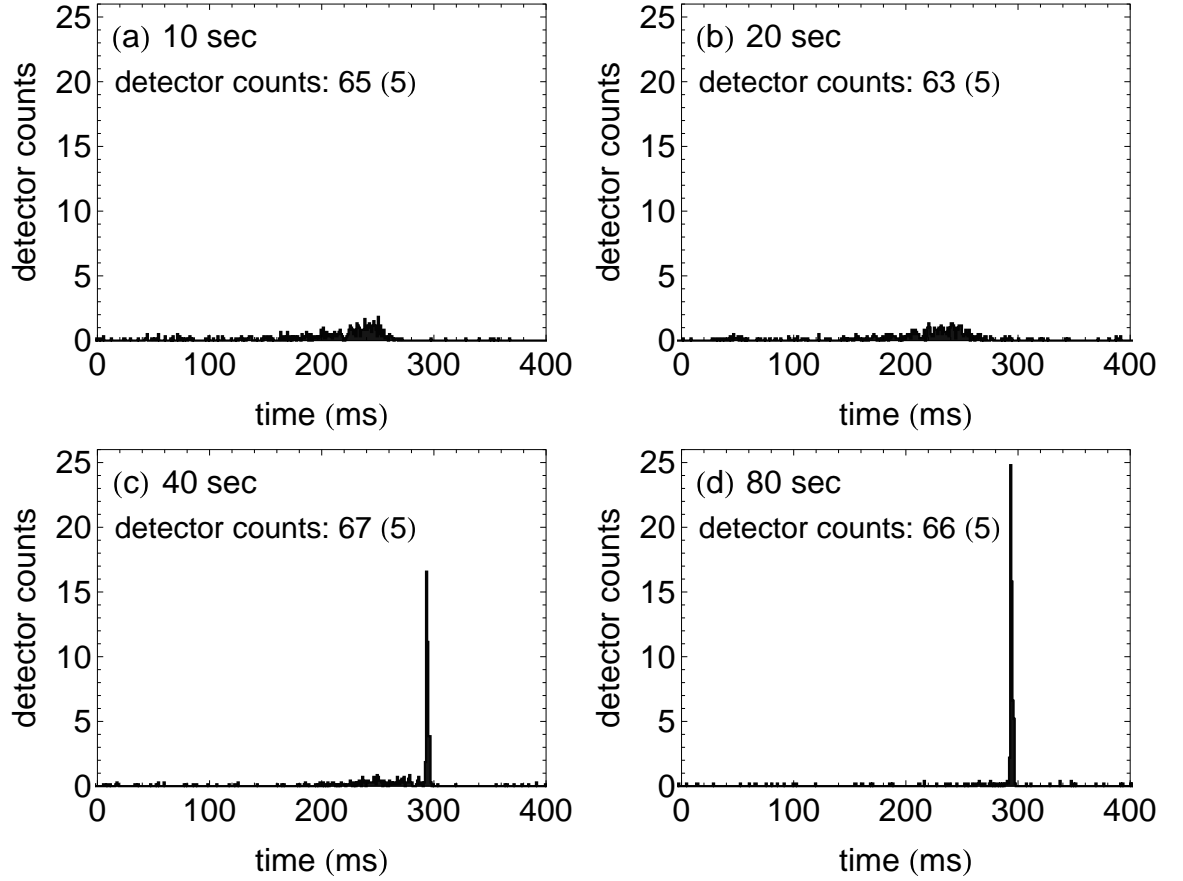 (a) 10 sec
detector counts: 65 (5)
detector counts
25
20
15
10
5
0
0 100 200 300 400
time (ms)
(b) 20 sec
detector counts: 63 (5)
detector counts
25
20
15
10
5
0
0 100 200 300 400
time (ms)
(c) 40 sec
detector counts: 67 (5)
detector counts
25
20
15
10
5
0
0 100 200 300 400
time (ms)
(d) 80 sec
detector counts: 66 (5)
detector counts
25
20
15
10
5
0
0 100 200 300 400
time (ms)